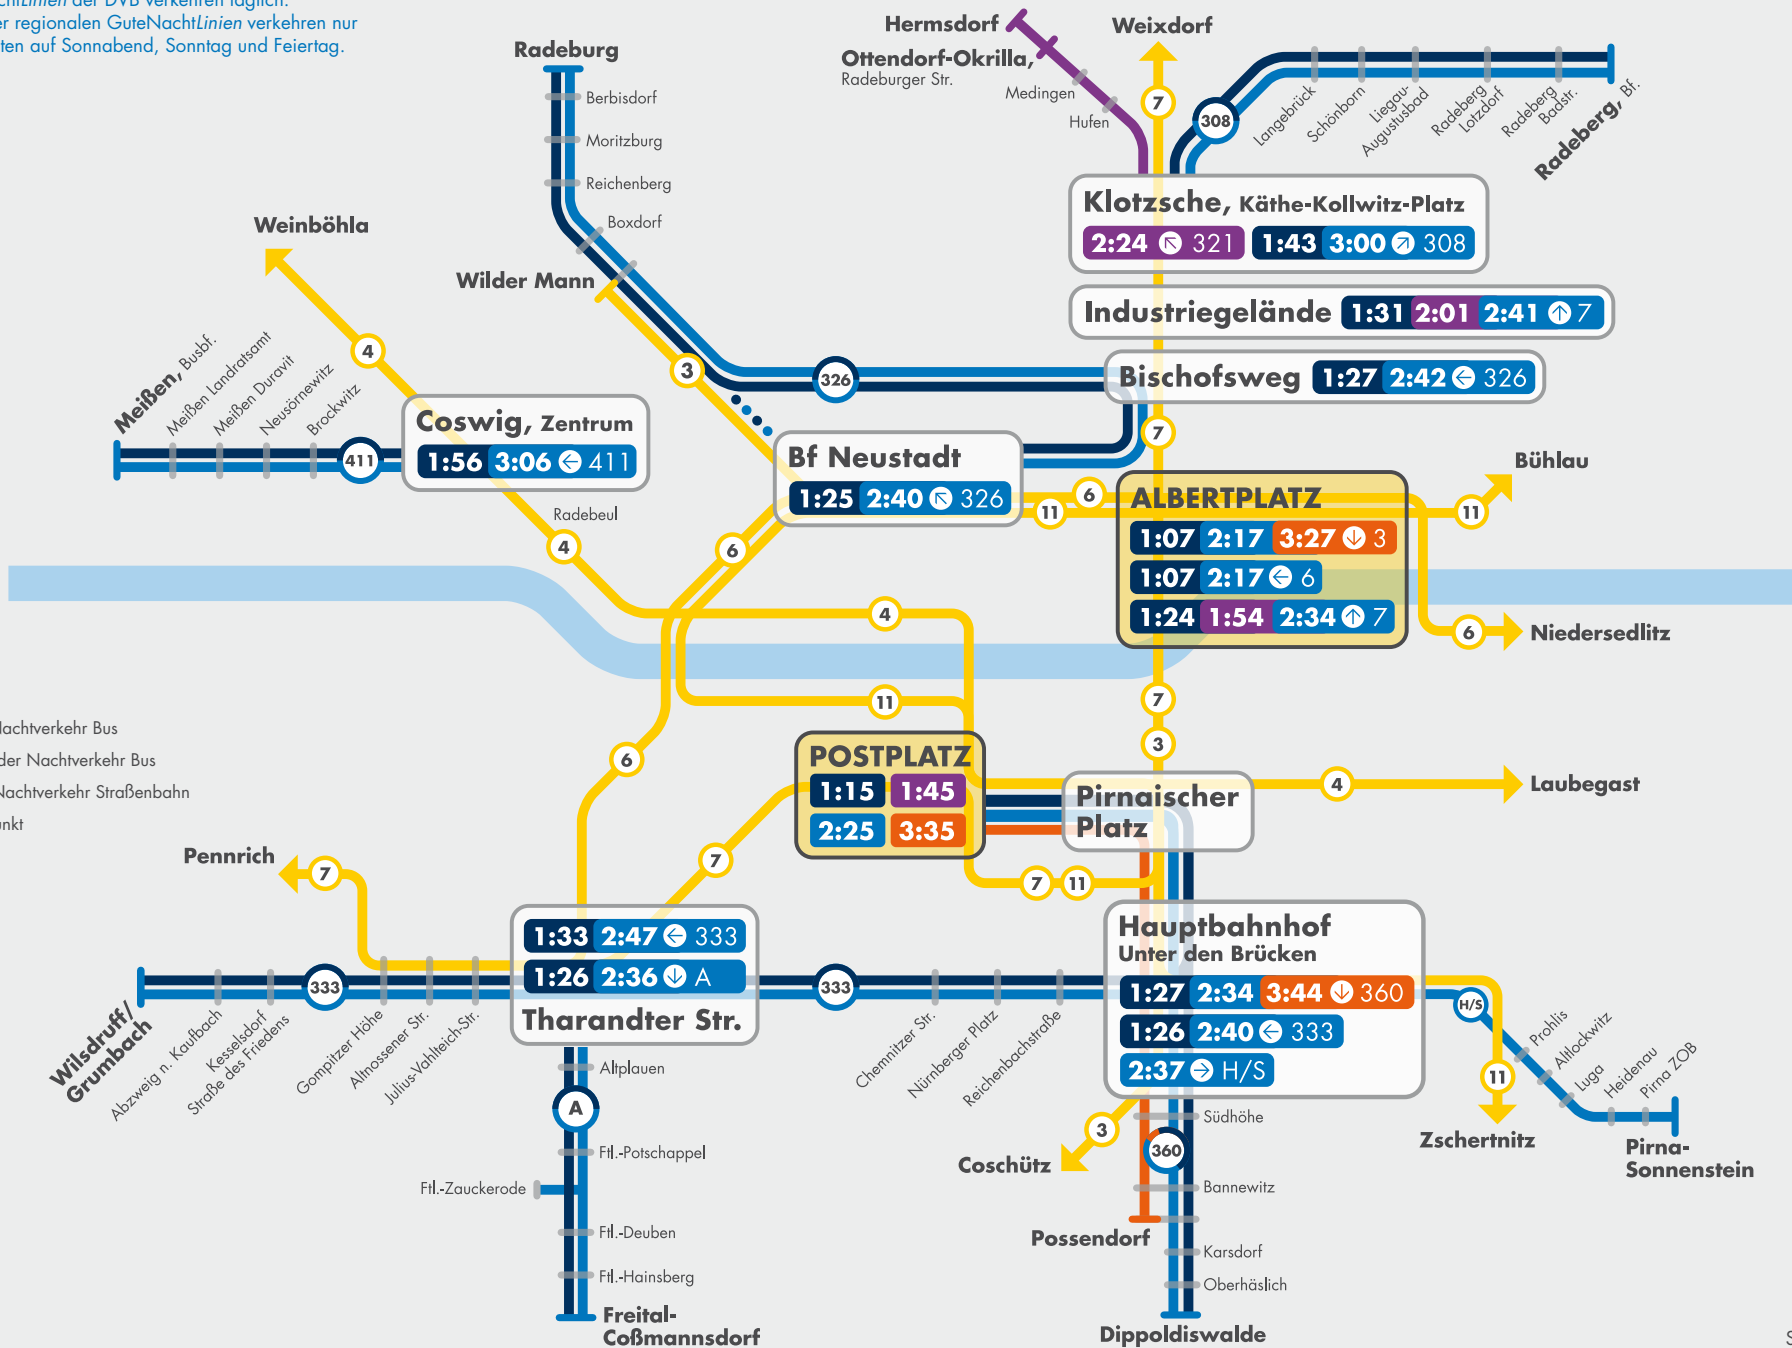 chtLinien der DVB verkehren täglich.
er regionalen GuteNachtLinien verkehren nur
ten auf Sonnabend, Sonntag und Feiertag.
Radeburg
Berbisdorf
Moritzburg
Reichenberg
Boxdorf
Wilder Mann
Hermsdorf
Ottendorf-Okrilla,
Radeburger Str.
Medingen
Hufen
Weixdorf
7
308
Langebrück
Schönborn
Liegau-
Augustusbad
Radeberg
Lotzdorf
Radeberg
Badstr.
Radeberg, Bf.
Klotzsche, Käthe-Kollwitz-Platz
2:24 321 1:43 3:00 308
Industriegelände 1:31 2:01 2:41 7
Bischofsweg 1:27 2:42 326
Weinböhla
4
3
326
7
Meißen, Busbf.
Meißen Landratsamt
Meißen Duravit
Neusörnewitz
Brockwitz
411
Coswig, Zentrum
1:56 3:06 411
Radebeul
4
Bf Neustadt
1:25 2:40 326
6
11
6
ALBERTPLATZ
1:07 2:17 3:27 3
1:07 2:17 6
1:24 1:54 2:34 7
Bühlau
11
6
Niedersedlitz
4
11
6
7
3
achtverkehr Bus
der Nachtverkehr Bus
Nachtverkehr Straßenbahn
unkt
POSTPLATZ
1:15 1:45
2:25 3:35
Pirnaischer
Platz
4
Laubegast
Pennrich
7
7
7
11
1:33 2:47 333
1:26 2:36 A
Tharandter Str.
Hauptbahnhof
Unter den Brücken
1:27 2:34 3:44 360
1:26 2:40 333
2:37 H/S
333
333
Wilsdruff/
Grumbach
Abzweig n. Kaufbach
Kesselsdorf
Straße des Friedens
Gompitzer Höhe
Altnossener Str.
Julius-Vahlteich-Str.
Chemnitzer Str.
Nürnberger Platz
Reichenbachstraße
H/S
Prohlis
Altlockwitz
Luga
Heidenau
Pirna ZOB
11
Zschertnitz
Pirna-
Sonnenstein
Altplauen
A
Ftl.-Potschappel
Ftl.-Zauckerode
Ftl.-Deuben
Ftl.-Hainsberg
Freital-
Coßmannsdorf
3
Coschütz
Südhöhe
360
Bannewitz
Possendorf
Karsdorf
Oberhäslich
Dippoldiswalde
S